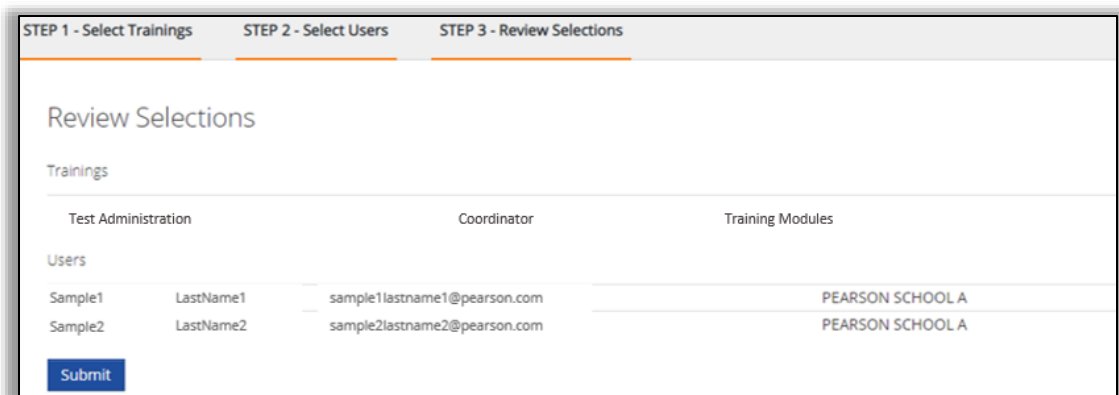 STEP 1 - Select Trainings STEP 2 - Select Users STEP 3 - Review Selections
Review Selections
Trainings
Test Administration Coordinator Training Modules
Users
Sample1 LastName1 sample1lastname1@pearson.com PEARSON SCHOOL A
Sample2 LastName2 sample2lastname2@pearson.com PEARSON SCHOOL A
Submit